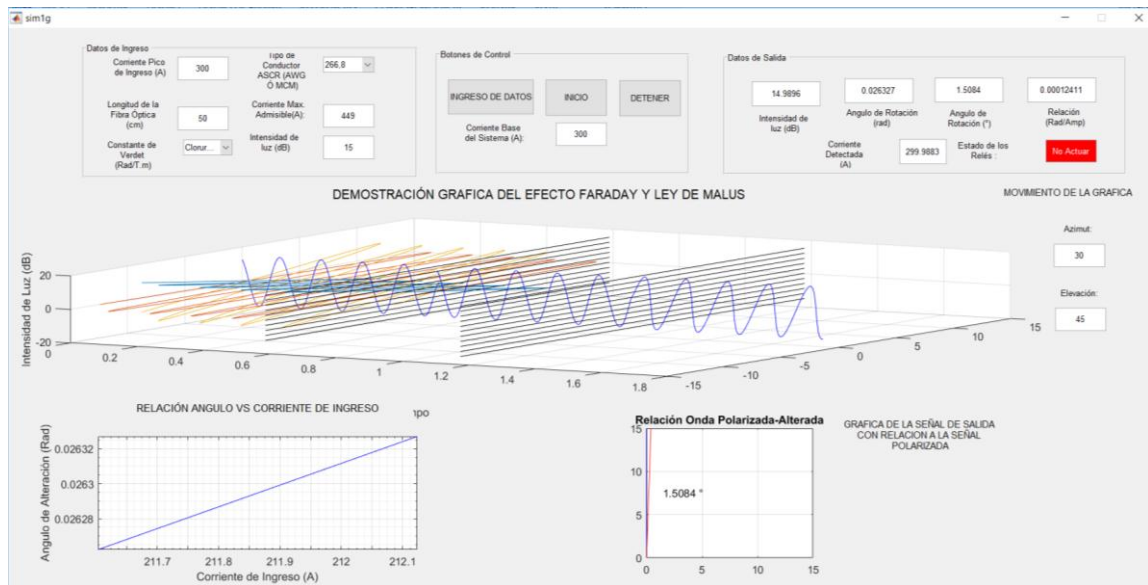 sim1g
Datos de Ingreso
Corriente Pico
de Ingreso (A)
300
Tipo de
Conductor
ASCR (AWG
Ó MCM)
266,8
Longitud de la
Fibra Óptica
(cm)
50
Corriente Max.
Admisible(A):
449
Constante de
Verdet
(Rad/T.m)
Clorur...
Intensidad de
luz (dB)
15
Botones de Control
INGRESO DE DATOS
INICIO
DETENER
Corriente Base
del Sistema (A):
300
Datos de Salida
14.9896
0.026327
1.5084
0.00012411
Intensidad de
luz (dB)
Angulo de Rotación
(rad)
Angulo de
Rotación (°)
Relación
(Rad/Amp)
Corriente
Detectada
(A)
299.9883
Estado de los
Relés :
No Actuar
DEMOSTRACIÓN GRAFICA DEL EFECTO FARADAY Y LEY DE MALUS
MOVIMIENTO DE LA GRAFICA
Azimut:
30
Elevación:
45
Intensidad de Luz (dB)
20
0
-20
0
0.2
0.4
0.6
0.8
1
1.2
1.4
1.6
1.8
-15
-10
-5
0
5
10
15
RELACIÓN ANGULO VS CORRIENTE DE INGRESO
mpo
Angulo de Alteración (Rad)
0.02632
0.0263
0.02628
211.7
211.8
211.9
212
212.1
Corriente de Ingreso (A)
Relación Onda Polarizada-Alterada
15
10
5
0
1.5084 °
0
5
10
15
GRAFICA DE LA SEÑAL DE SALIDA
CON RELACION A LA SEÑAL
POLARIZADA